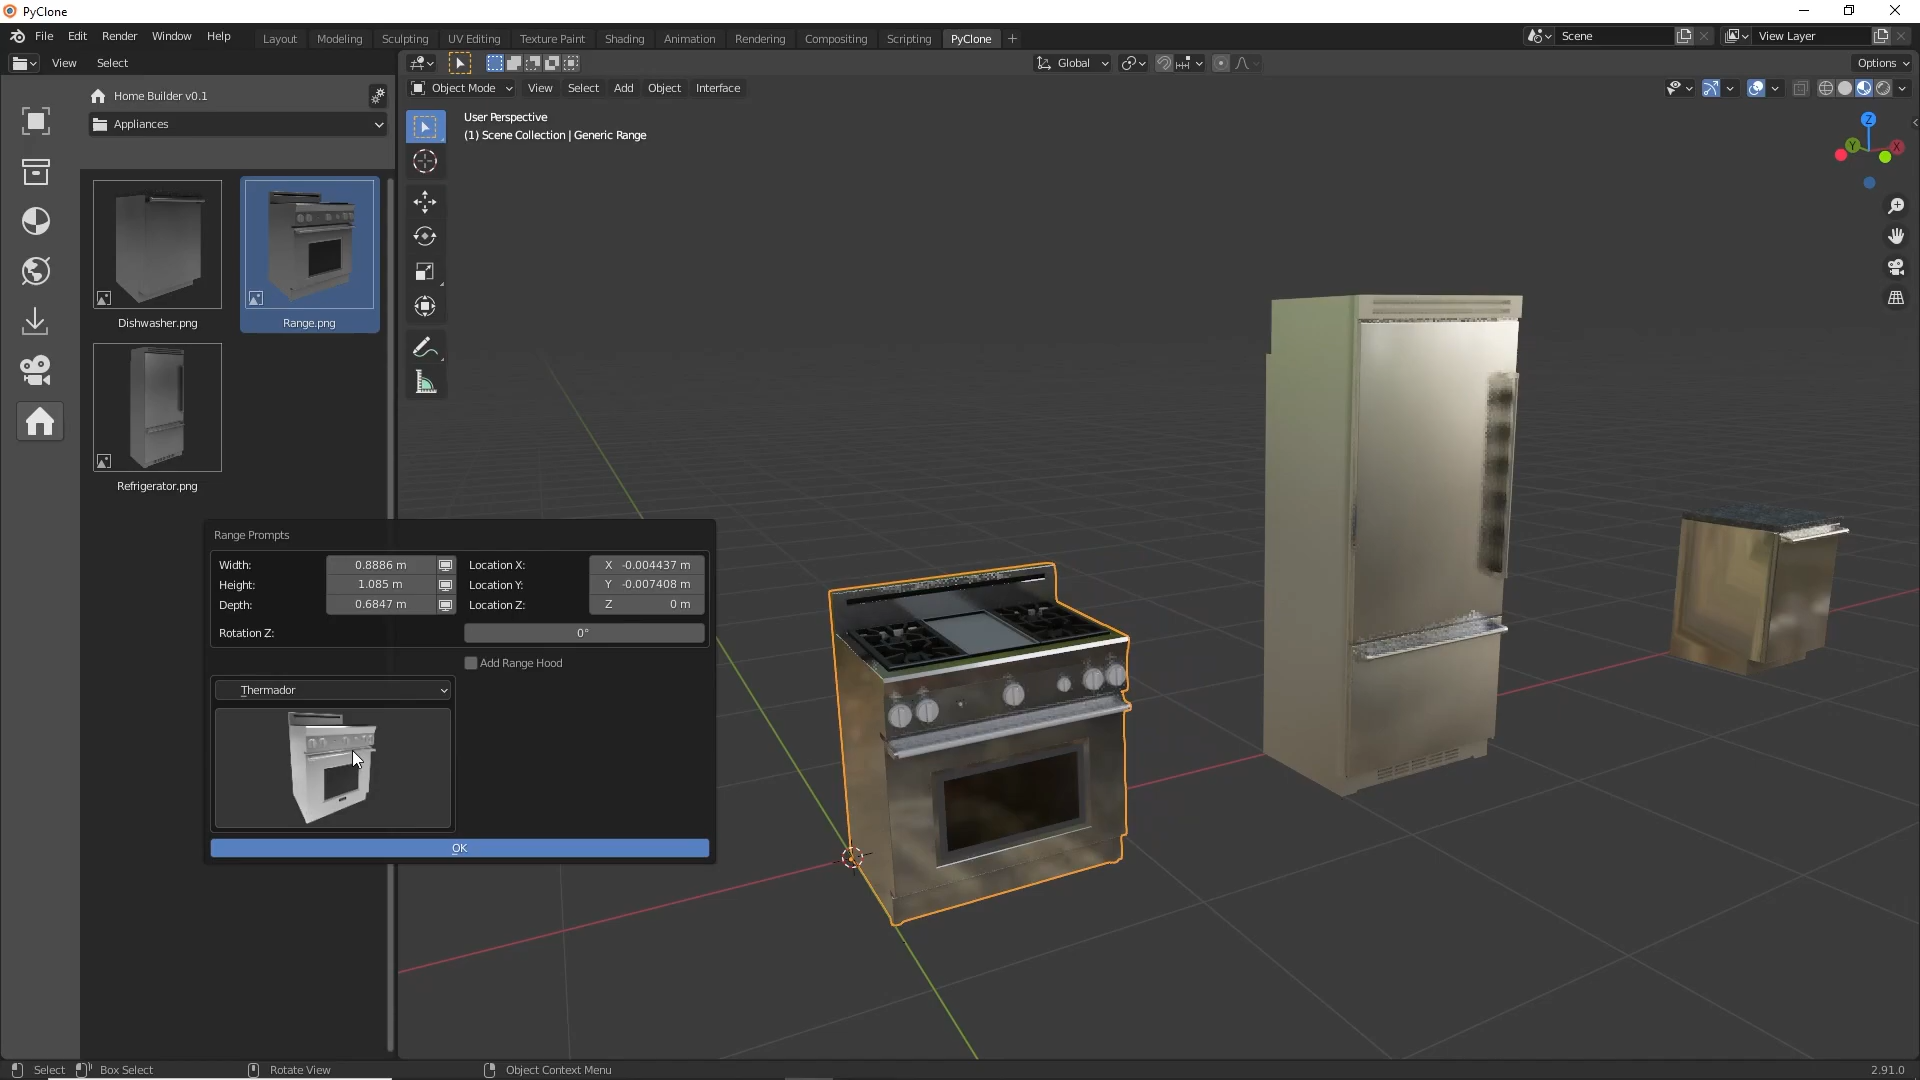 PyClone
File Edit Render Window Help
Layout Modeling Sculpting UV Editing Texture Paint Shading Animation Rendering Compositing Scripting PyClone
Scene
View Layer
View Select
Global
Options
Home Builder v0.1
Object Mode View Select Add Object Interface
Appliances
User Perspective
(1) Scene Collection | Generic Range
Z
Y
X
Dishwasher.png
Range.png
Refrigerator.png
Range Prompts
Width: 0.8886 m Location X: X -0.004437 m
Height: 1.085 m Location Y: Y -0.007408 m
Depth: 0.6847 m Location Z: Z 0 m
Rotation Z: 0°
Add Range Hood
Thermador
OK
Select Box Select Rotate View Object Context Menu 2.91.0